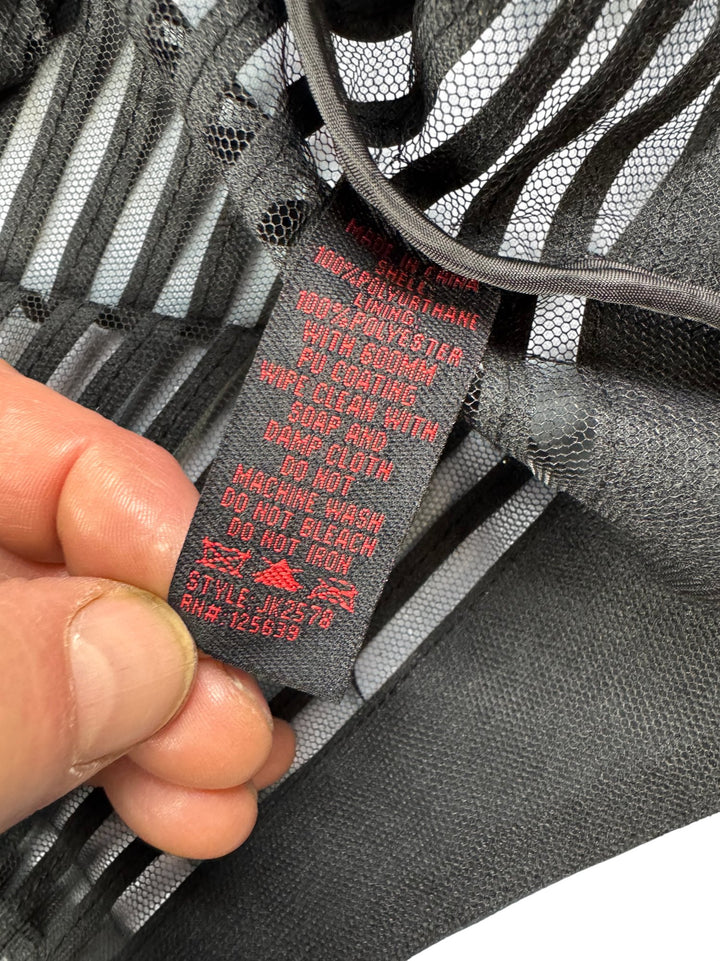 MADE IN CHINA
SHELL:
100%POLYURTHANE
LINING:
100%POLYESTER
WITH 600MM
PU COATING
WIPE CLEAN WITH
SOAP AND
DAMP CLOTH
DO NOT
MACHINE WASH
DO NOT BLEACH
DO NOT IRON
STYLE:JK2578
RN#:125639